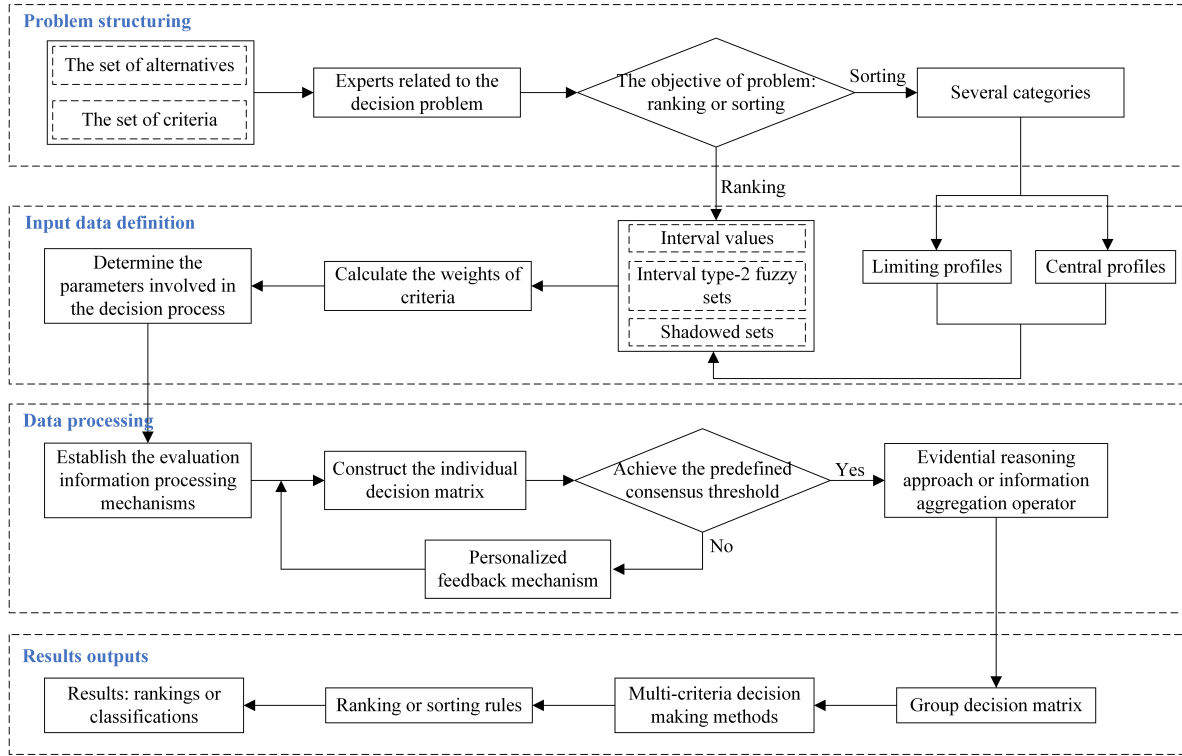 Problem structuring
The set of alternatives
The set of criteria
Experts related to the
decision problem
The objective of problem:
ranking or sorting
Sorting
Several categories
Ranking
Input data definition
Determine the
parameters involved in
the decision process
Calculate the weights of
criteria
Interval values
Interval type-2 fuzzy
sets
Shadowed sets
Limiting profiles
Central profiles
Data processing
Establish the evaluation
information processing
mechanisms
Construct the individual
decision matrix
Achieve the predefined
consensus threshold
Yes
Evidential reasoning
approach or information
aggregation operator
No
Personalized
feedback mechanism
Results outputs
Results: rankings or
classifications
Ranking or sorting rules
Multi-criteria decision
making methods
Group decision matrix